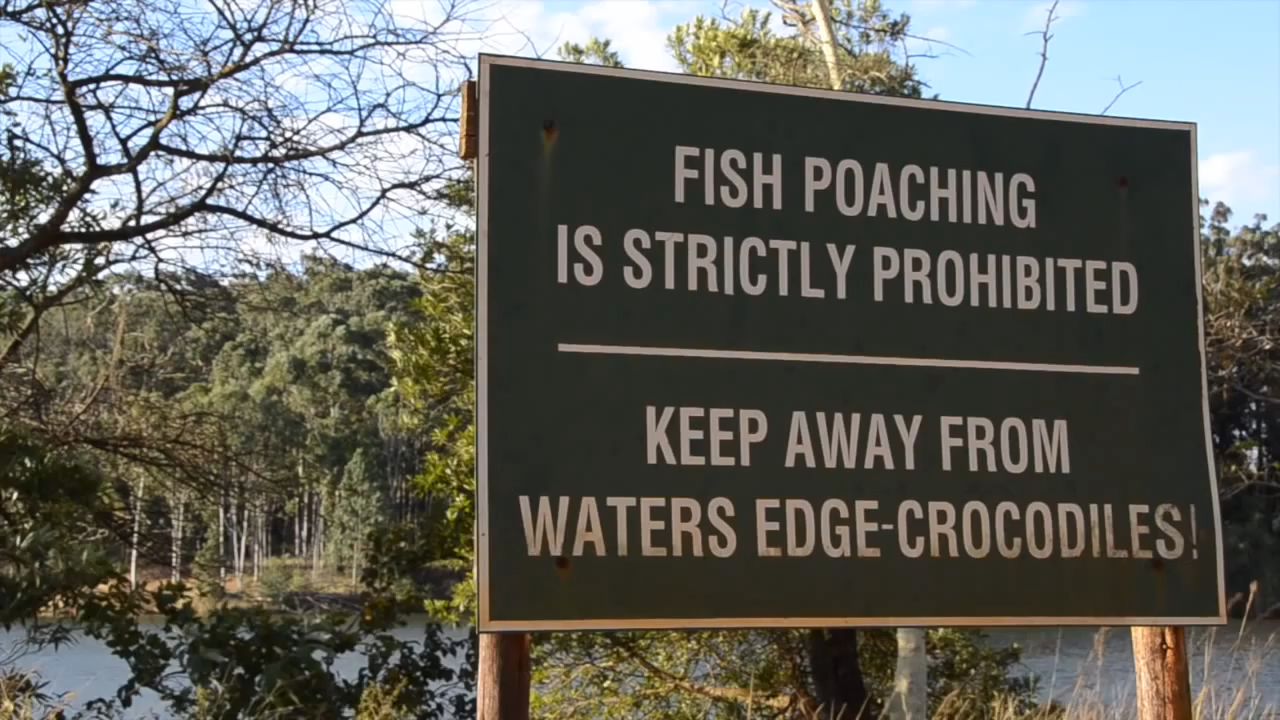 FISH POACHING
IS STRICTLY PROHIBITED
KEEP AWAY FROM
WATERS EDGE-CROCODILES!